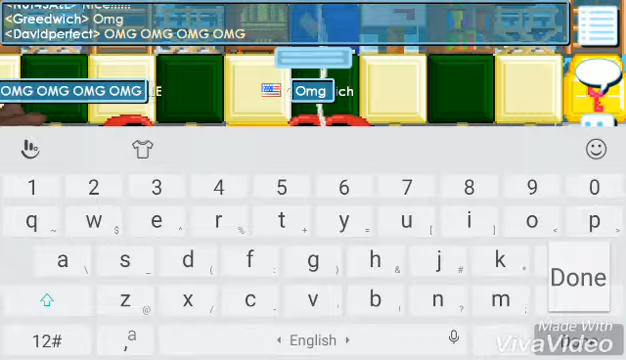 <Greedwich> Omg
<Davidperfect> OMG OMG OMG OMG
OMG OMG OMG OMG E
Omg ich
1 2 3 4 5 6 7 8 9 0
q ~ w $ e ^ r % t + y = u [ i ] o < p >
a \ s _ d ( f : g ) h & j # k *
Done
z @ x / c - v ' b ! n ? m ;
12# ,a English
Made With
VivaVideo